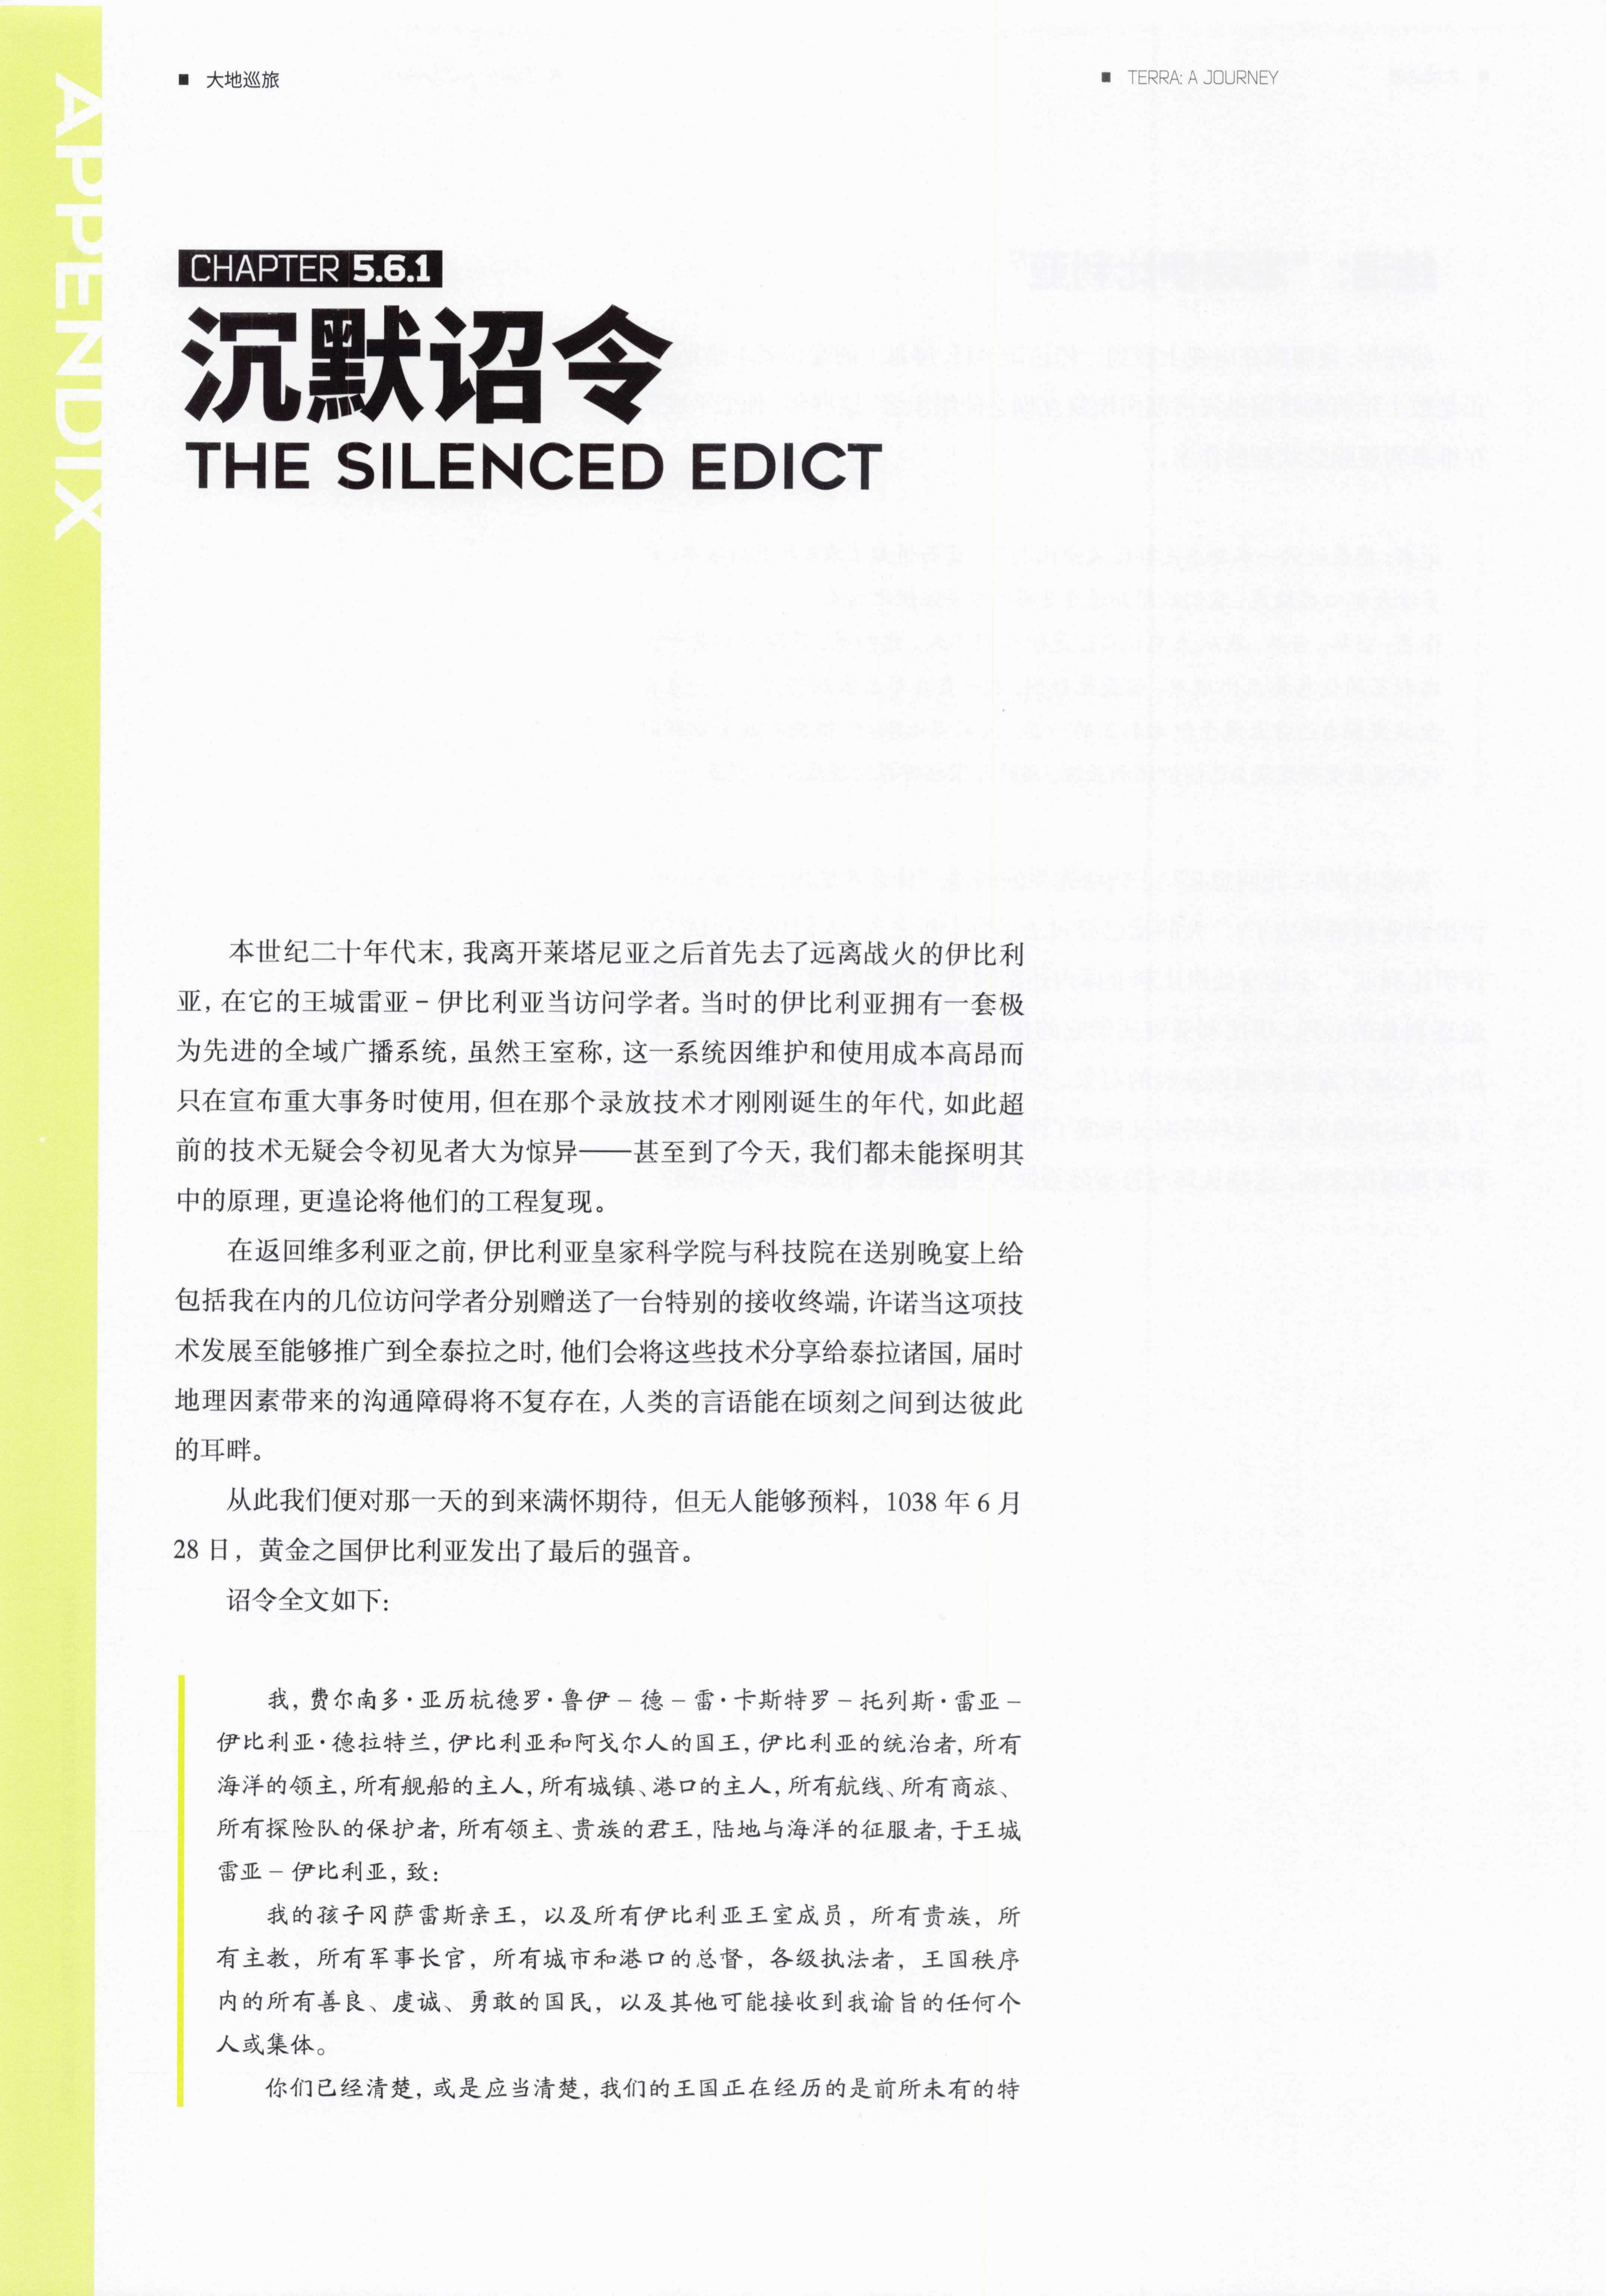 APPENDIX
■ 大地巡旅
■ TERRA: A JOURNEY
CHAPTER 5.6.1
沉默诏令
THE SILENCED EDICT
本世纪二十年代末，我离开莱塔尼亚之后首先去了远离战火的伊比利
亚，在它的王城雷亚－伊比利亚当访问学者。当时的伊比利亚拥有一套极
为先进的全域广播系统，虽然王室称，这一系统因维护和使用成本高昂而
只在宣布重大事务时使用，但在那个录放技术才刚刚诞生的年代，如此超
前的技术无疑会令初见者大为惊异——甚至到了今天，我们都未能探明其
中的原理，更遑论将他们的工程复现。
在返回维多利亚之前，伊比利亚皇家科学院与科技院在送别晚宴上给
包括我在内的几位访问学者分别赠送了一台特别的接收终端，许诺当这项技
术发展至能够推广到全泰拉之时，他们会将这些技术分享给泰拉诸国，届时
地理因素带来的沟通障碍将不复存在，人类的言语能在顷刻之间到达彼此
的耳畔。
从此我们便对那一天的到来满怀期待，但无人能够预料，1038 年 6 月
28 日，黄金之国伊比利亚发出了最后的强音。
诏令全文如下：
我，费尔南多·亚历杭德罗·鲁伊－德－雷·卡斯特罗－托列斯·雷亚－
伊比利亚·德拉特兰，伊比利亚和阿戈尔人的国王，伊比利亚的统治者，所有
海洋的领主，所有舰船的主人，所有城镇、港口的主人，所有航线、所有商旅、
所有探险队的保护者，所有领主、贵族的君王，陆地与海洋的征服者，于王城
雷亚－伊比利亚，致：
我的孩子冈萨雷斯亲王，以及所有伊比利亚王室成员，所有贵族，所
有主教，所有军事长官，所有城市和港口的总督，各级执法者，王国秩序
内的所有善良、虔诚、勇敢的国民，以及其他可能接收到我谕旨的任何个
人或集体。
你们已经清楚，或是应当清楚，我们的王国正在经历的是前所未有的特